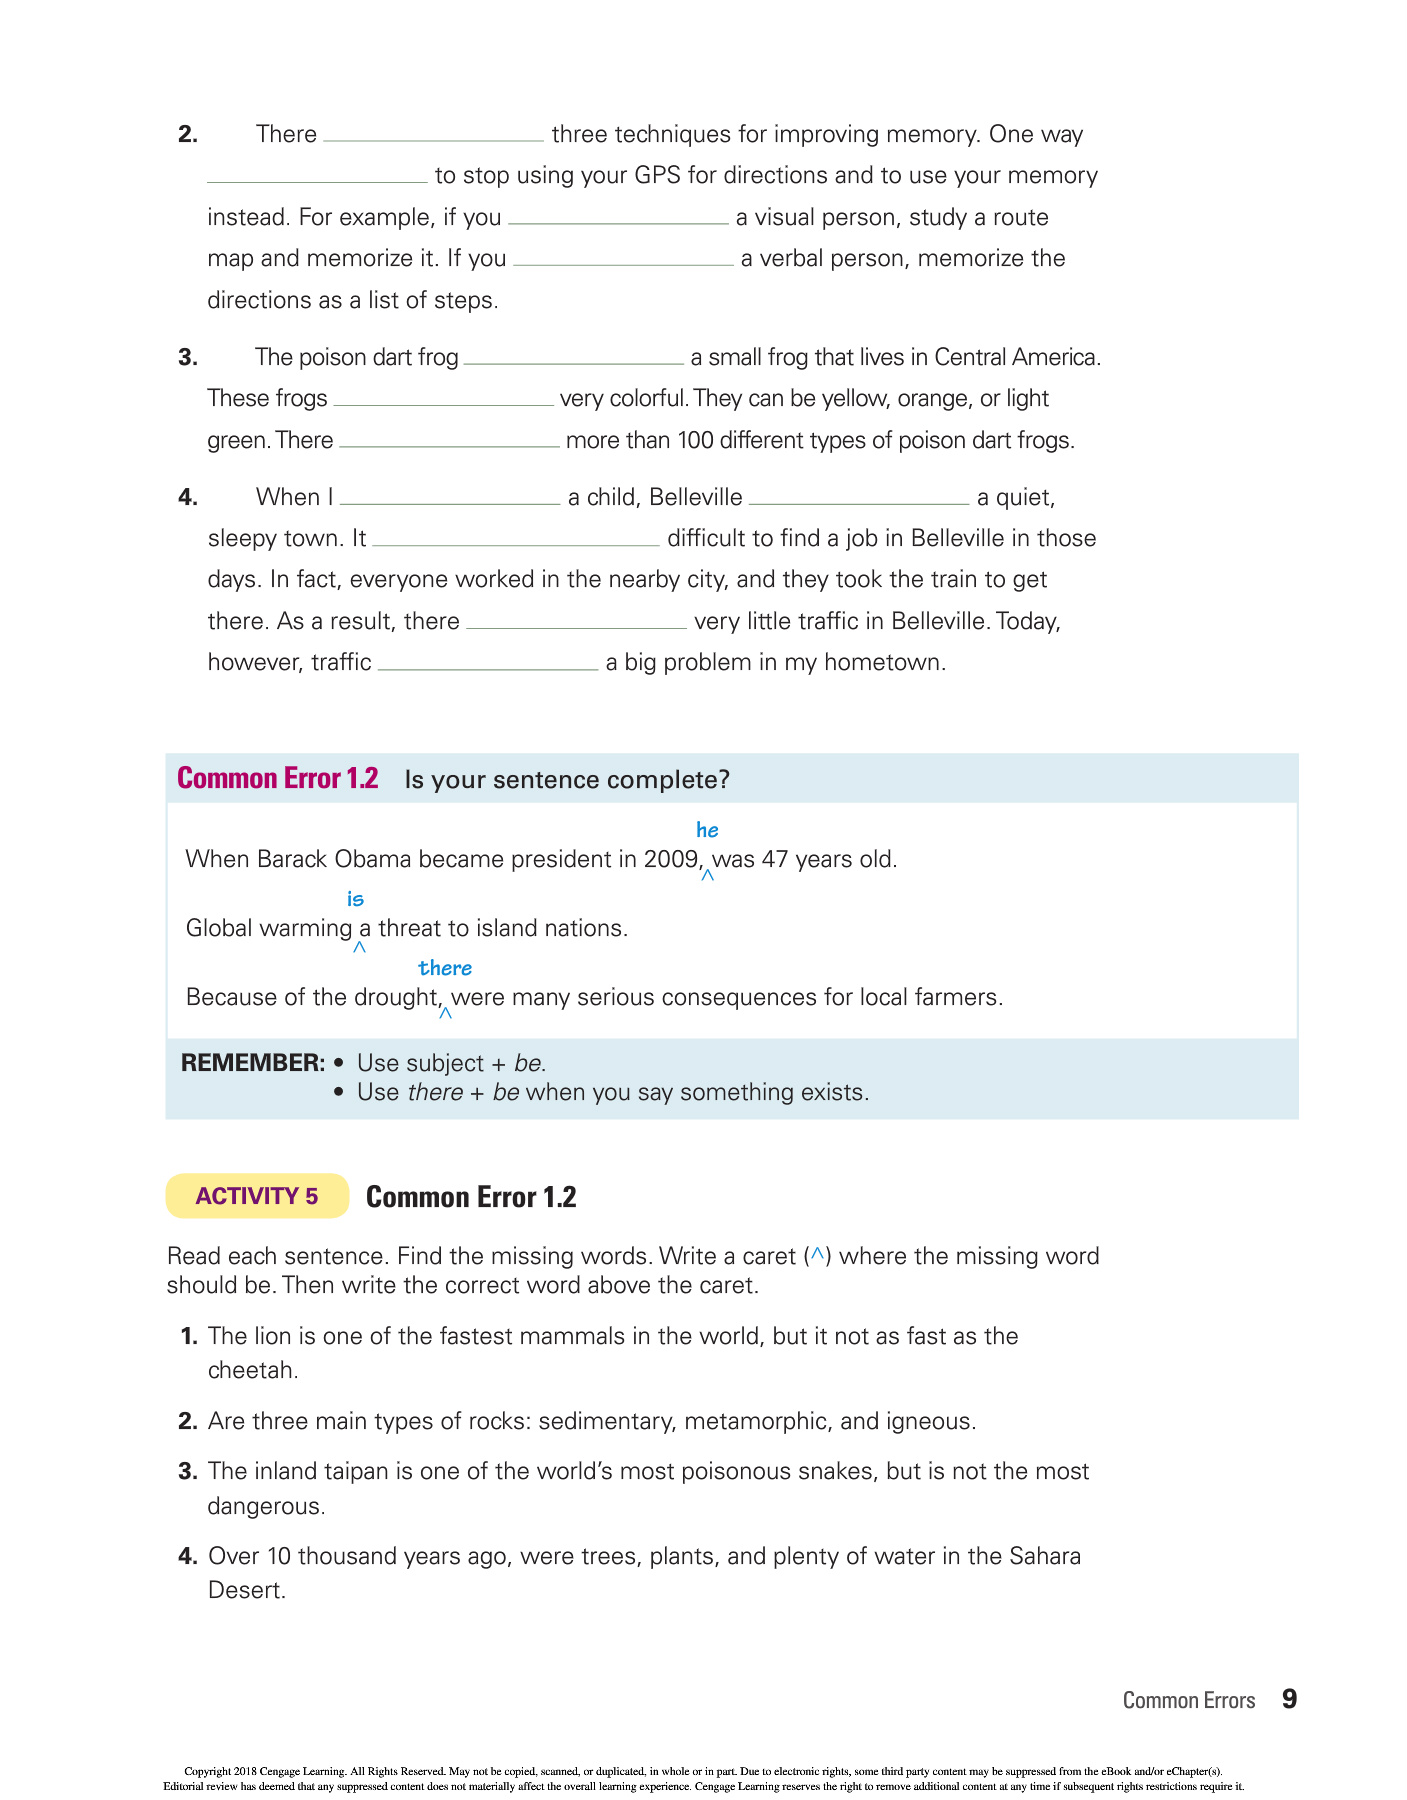 2. There ______ three techniques for improving memory. One way
______ to stop using your GPS for directions and to use your memory
instead. For example, if you ______ a visual person, study a route
map and memorize it. If you ______ a verbal person, memorize the
directions as a list of steps.
3. The poison dart frog ______ a small frog that lives in Central America.
These frogs ______ very colorful. They can be yellow, orange, or light
green. There ______ more than 100 different types of poison dart frogs.
4. When I ______ a child, Belleville ______ a quiet,
sleepy town. It ______ difficult to find a job in Belleville in those
days. In fact, everyone worked in the nearby city, and they took the train to get
there. As a result, there ______ very little traffic in Belleville. Today,
however, traffic ______ a big problem in my hometown.
Common Error 1.2 Is your sentence complete?
he
When Barack Obama became president in 2009, ^ was 47 years old.
is
Global warming ^ a threat to island nations.
there
Because of the drought, ^ were many serious consequences for local farmers.
REMEMBER: • Use subject + be.
• Use there + be when you say something exists.
ACTIVITY 5 Common Error 1.2
Read each sentence. Find the missing words. Write a caret (^) where the missing word
should be. Then write the correct word above the caret.
1. The lion is one of the fastest mammals in the world, but it not as fast as the
cheetah.
2. Are three main types of rocks: sedimentary, metamorphic, and igneous.
3. The inland taipan is one of the world's most poisonous snakes, but is not the most
dangerous.
4. Over 10 thousand years ago, were trees, plants, and plenty of water in the Sahara
Desert.
Common Errors 9
Copyright 2018 Cengage Learning. All Rights Reserved. May not be copied, scanned, or duplicated, in whole or in part. Due to electronic rights, some third party content may be suppressed from the eBook and/or eChapter(s).
Editorial review has deemed that any suppressed content does not materially affect the overall learning experience. Cengage Learning reserves the right to remove additional content at any time if subsequent rights restrictions require it.